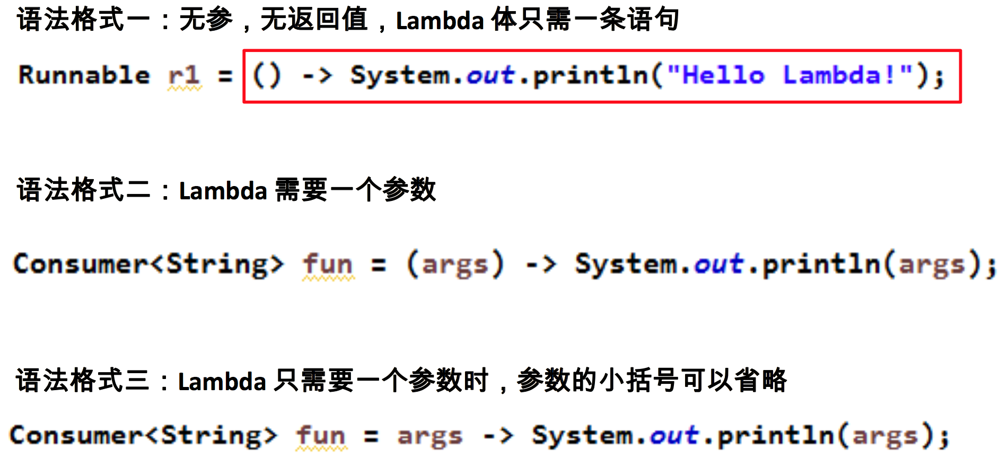 语法格式一：无参，无返回值，Lambda 体只需一条语句
Runnable r1 = () -> System.out.println("Hello Lambda!");
语法格式二：Lambda 需要一个参数
Consumer<String> fun = (args) -> System.out.println(args);
语法格式三：Lambda 只需要一个参数时，参数的小括号可以省略
Consumer<String> fun = args -> System.out.println(args);